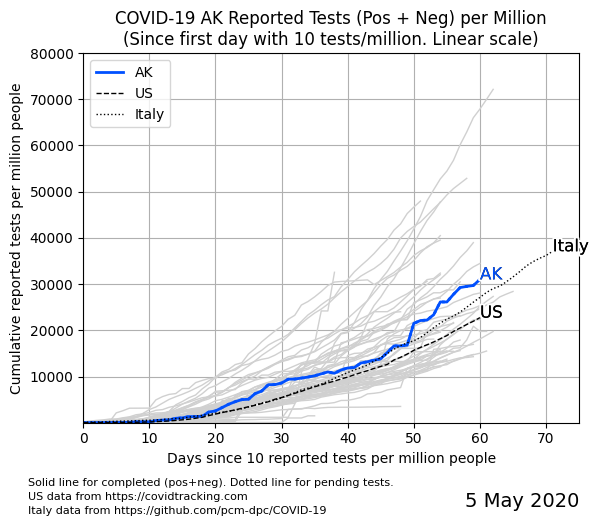 COVID-19 AK Reported Tests (Pos + Neg) per Million
(Since first day with 10 tests/million. Linear scale)
Cumulative reported tests per million people
80000
70000
60000
50000
40000
30000
20000
10000
AK
US
Italy
Italy
AK
US
0 10 20 30 40 50 60 70
Days since 10 reported tests per million people
Solid line for completed (pos+neg). Dotted line for pending tests.
US data from https://covidtracking.com
Italy data from https://github.com/pcm-dpc/COVID-19
5 May 2020